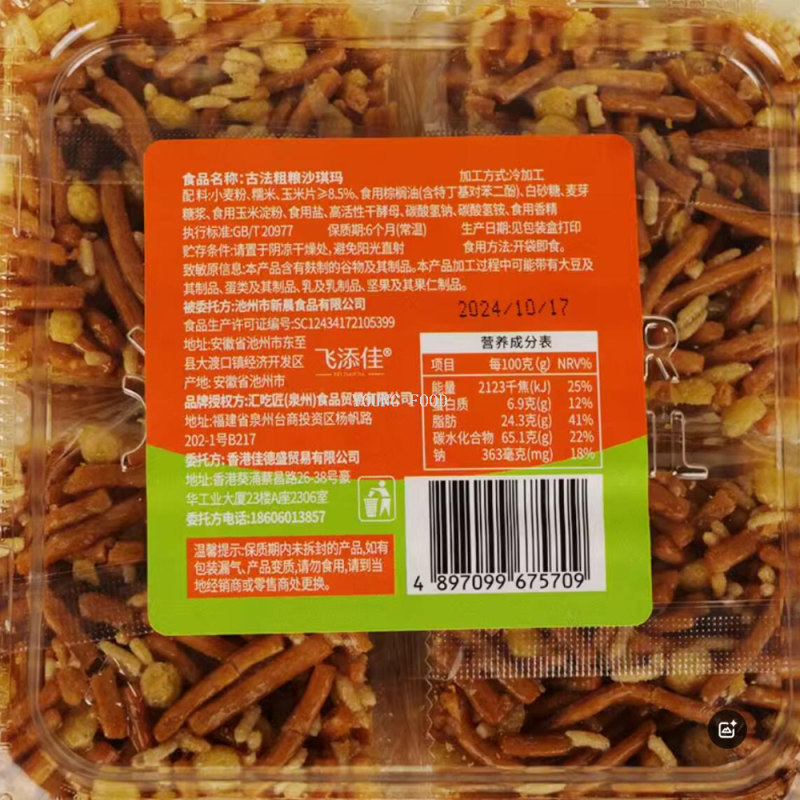 食品名称:古法粗粮沙琪玛 加工方式:冷加工
配料:小麦粉、糯米、玉米片≥8.5%、食用棕榈油(含特丁基对苯二酚)、白砂糖、麦芽
糖浆、食用玉米淀粉、食用盐、高活性干酵母、碳酸氢钠、碳酸氢铵、食用香精
执行标准:GB/T 20977 保质期:6个月(常温) 生产日期:见包装盒打印
贮存条件:请置于阴凉干燥处,避免阳光直射 食用方法:开袋即食。
致敏原信息:本产品含有麸制的谷物及其制品。本产品加工过程中可能带有大豆及
其制品、蛋类及其制品、乳及乳制品、坚果及其果仁制品。
被委托方:池州市新晨食品有限公司
食品生产许可证编号:SC12434172105399
地址:安徽省池州市东至
县大渡口镇经济开发区
产地:安徽省池州市
飞添佳®
品牌授权方:汇吃匠(泉州)食品贸易有限公司
地址:福建省泉州台商投资区杨帆路
202-1号B217
委托方:香港佳德盛贸易有限公司
地址:香港葵涌蔡昌路26-38号豪
华工业大厦23楼A座2306室
委托方电话:18606013857
温馨提示:保质期内未拆封的产品,如有
包装漏气、产品变质,请勿食用,请到当
地经销商或零售商处更换。
2024/10/17
营养成分表
项目 每100克(g) NRV%
能量 2123千焦(kJ) 25%
蛋白质 6.9克(g) 12%
脂肪 24.3克(g) 41%
碳水化合物 65.1克(g) 22%
钠 363毫克(mg) 18%
4 897099 675709